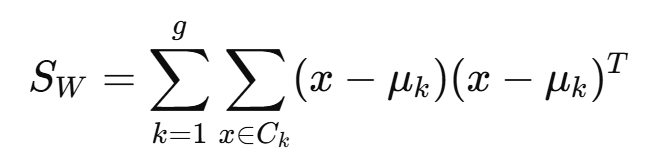 S_W = \sum_{k=1}^{g} \sum_{x \in C_k} (x - \mu_k)(x - \mu_k)^T